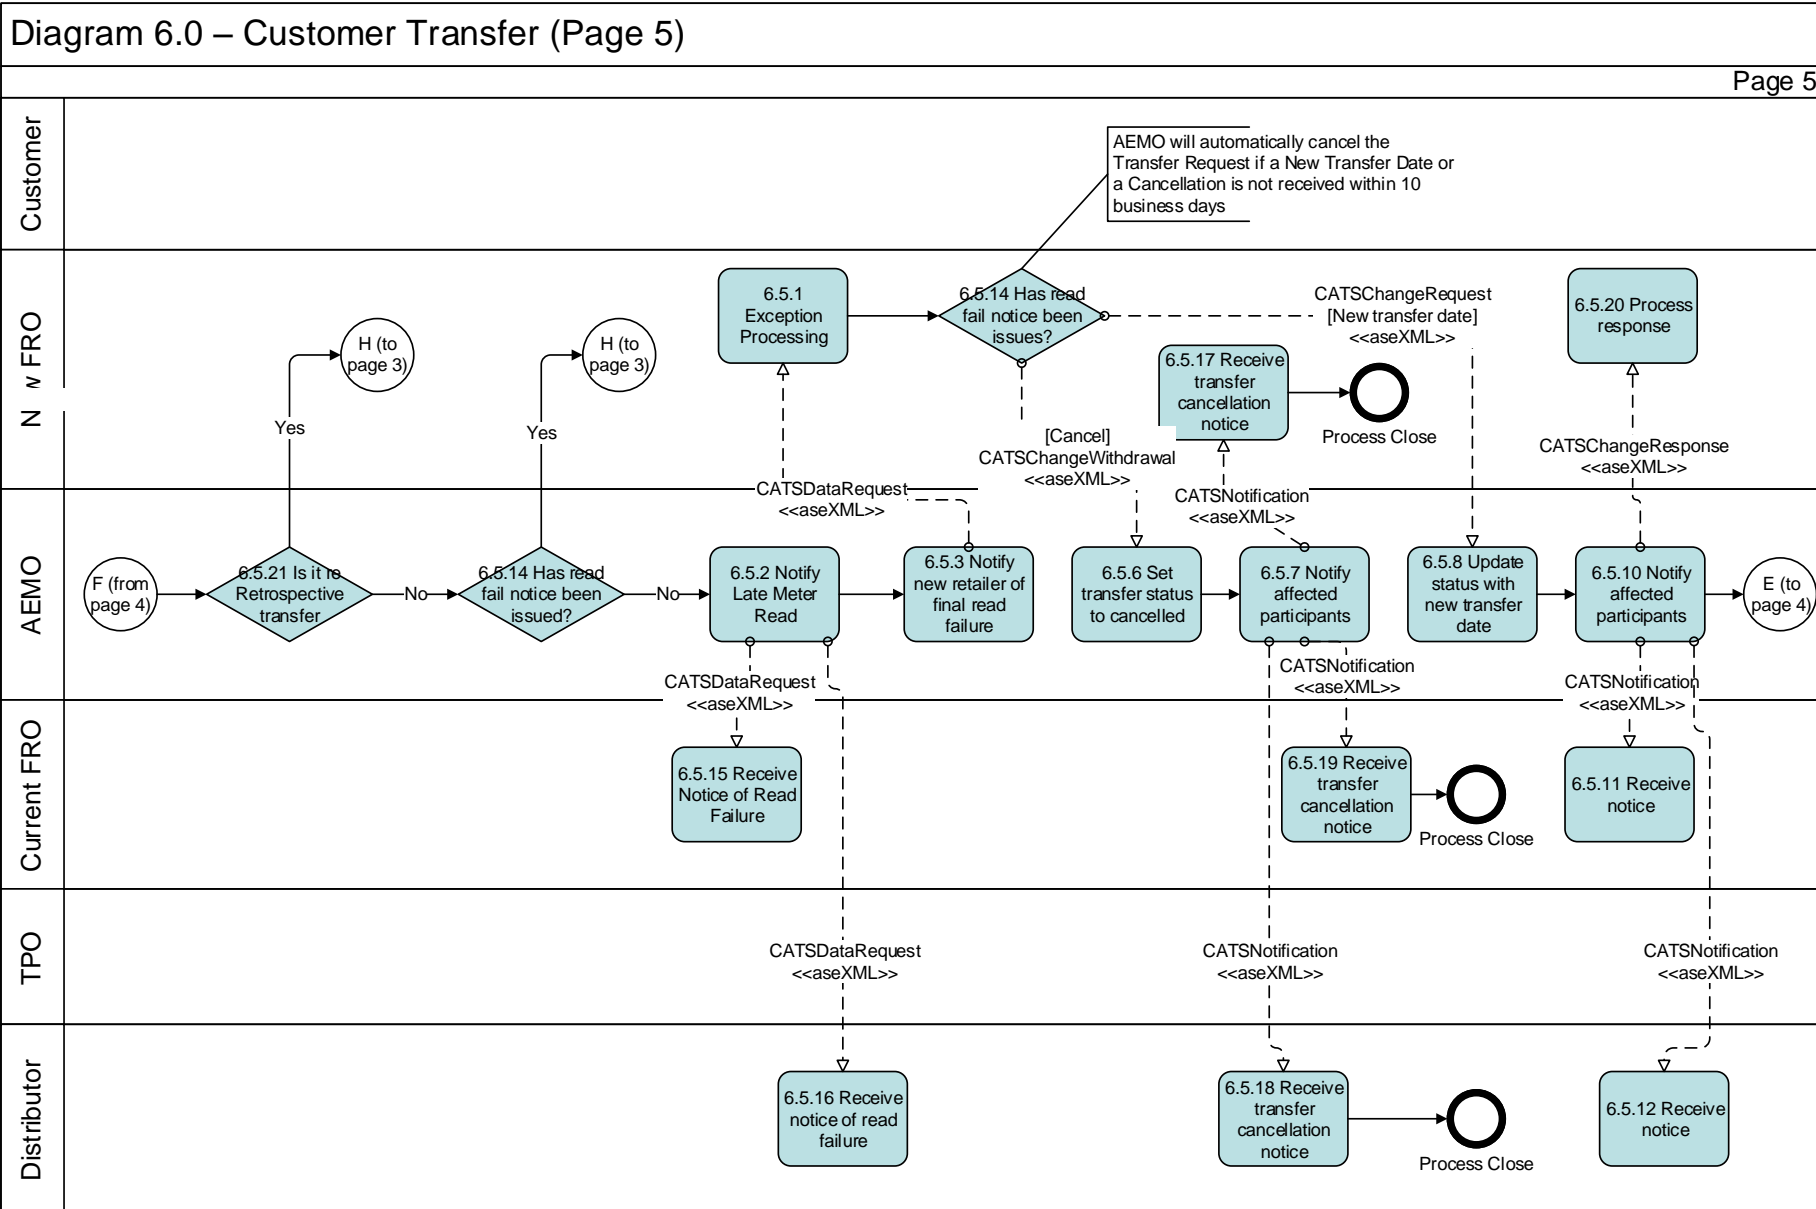 Diagram 6.0 – Customer Transfer (Page 5)
Page 5
Customer
AEMO will automatically cancel the
Transfer Request if a New Transfer Date or
a Cancellation is not received within 10
business days
N w FRO
H (to
page 3)
Yes
H (to
page 3)
Yes
6.5.1
Exception
Processing
6.5.14 Has read
fail notice been
issues?
CATSChangeRequest
[New transfer date]
<<aseXML>>
6.5.17 Receive
transfer
cancellation
notice
Process Close
6.5.20 Process
response
[Cancel]
CATSChangeWithdrawal
<<aseXML>>
CATSChangeResponse
<<aseXML>>
CATSDataRequest
<<aseXML>>
CATSNotification
<<aseXML>>
AEMO
F (from
page 4)
6.5.21 Is it ro
Retrospective
transfer
No
6.5.14 Has read
fail notice been
issued?
No
6.5.2 Notify
Late Meter
Read
6.5.3 Notify
new retailer of
final read
failure
6.5.6 Set
transfer status
to cancelled
6.5.7 Notify
affected
participants
6.5.8 Update
status with
new transfer
date
6.5.10 Notify
affected
participants
E (to
page 4)
CATSDataRequest
<<aseXML>>
CATSNotification
<<aseXML>>
CATSNotification
<<aseXML>>
Current FRO
6.5.15 Receive
Notice of Read
Failure
6.5.19 Receive
transfer
cancellation
notice
Process Close
6.5.11 Receive
notice
TPO
CATSDataRequest
<<aseXML>>
CATSNotification
<<aseXML>>
CATSNotification
<<aseXML>>
Distributor
6.5.16 Receive
notice of read
failure
6.5.18 Receive
transfer
cancellation
notice
Process Close
6.5.12 Receive
notice